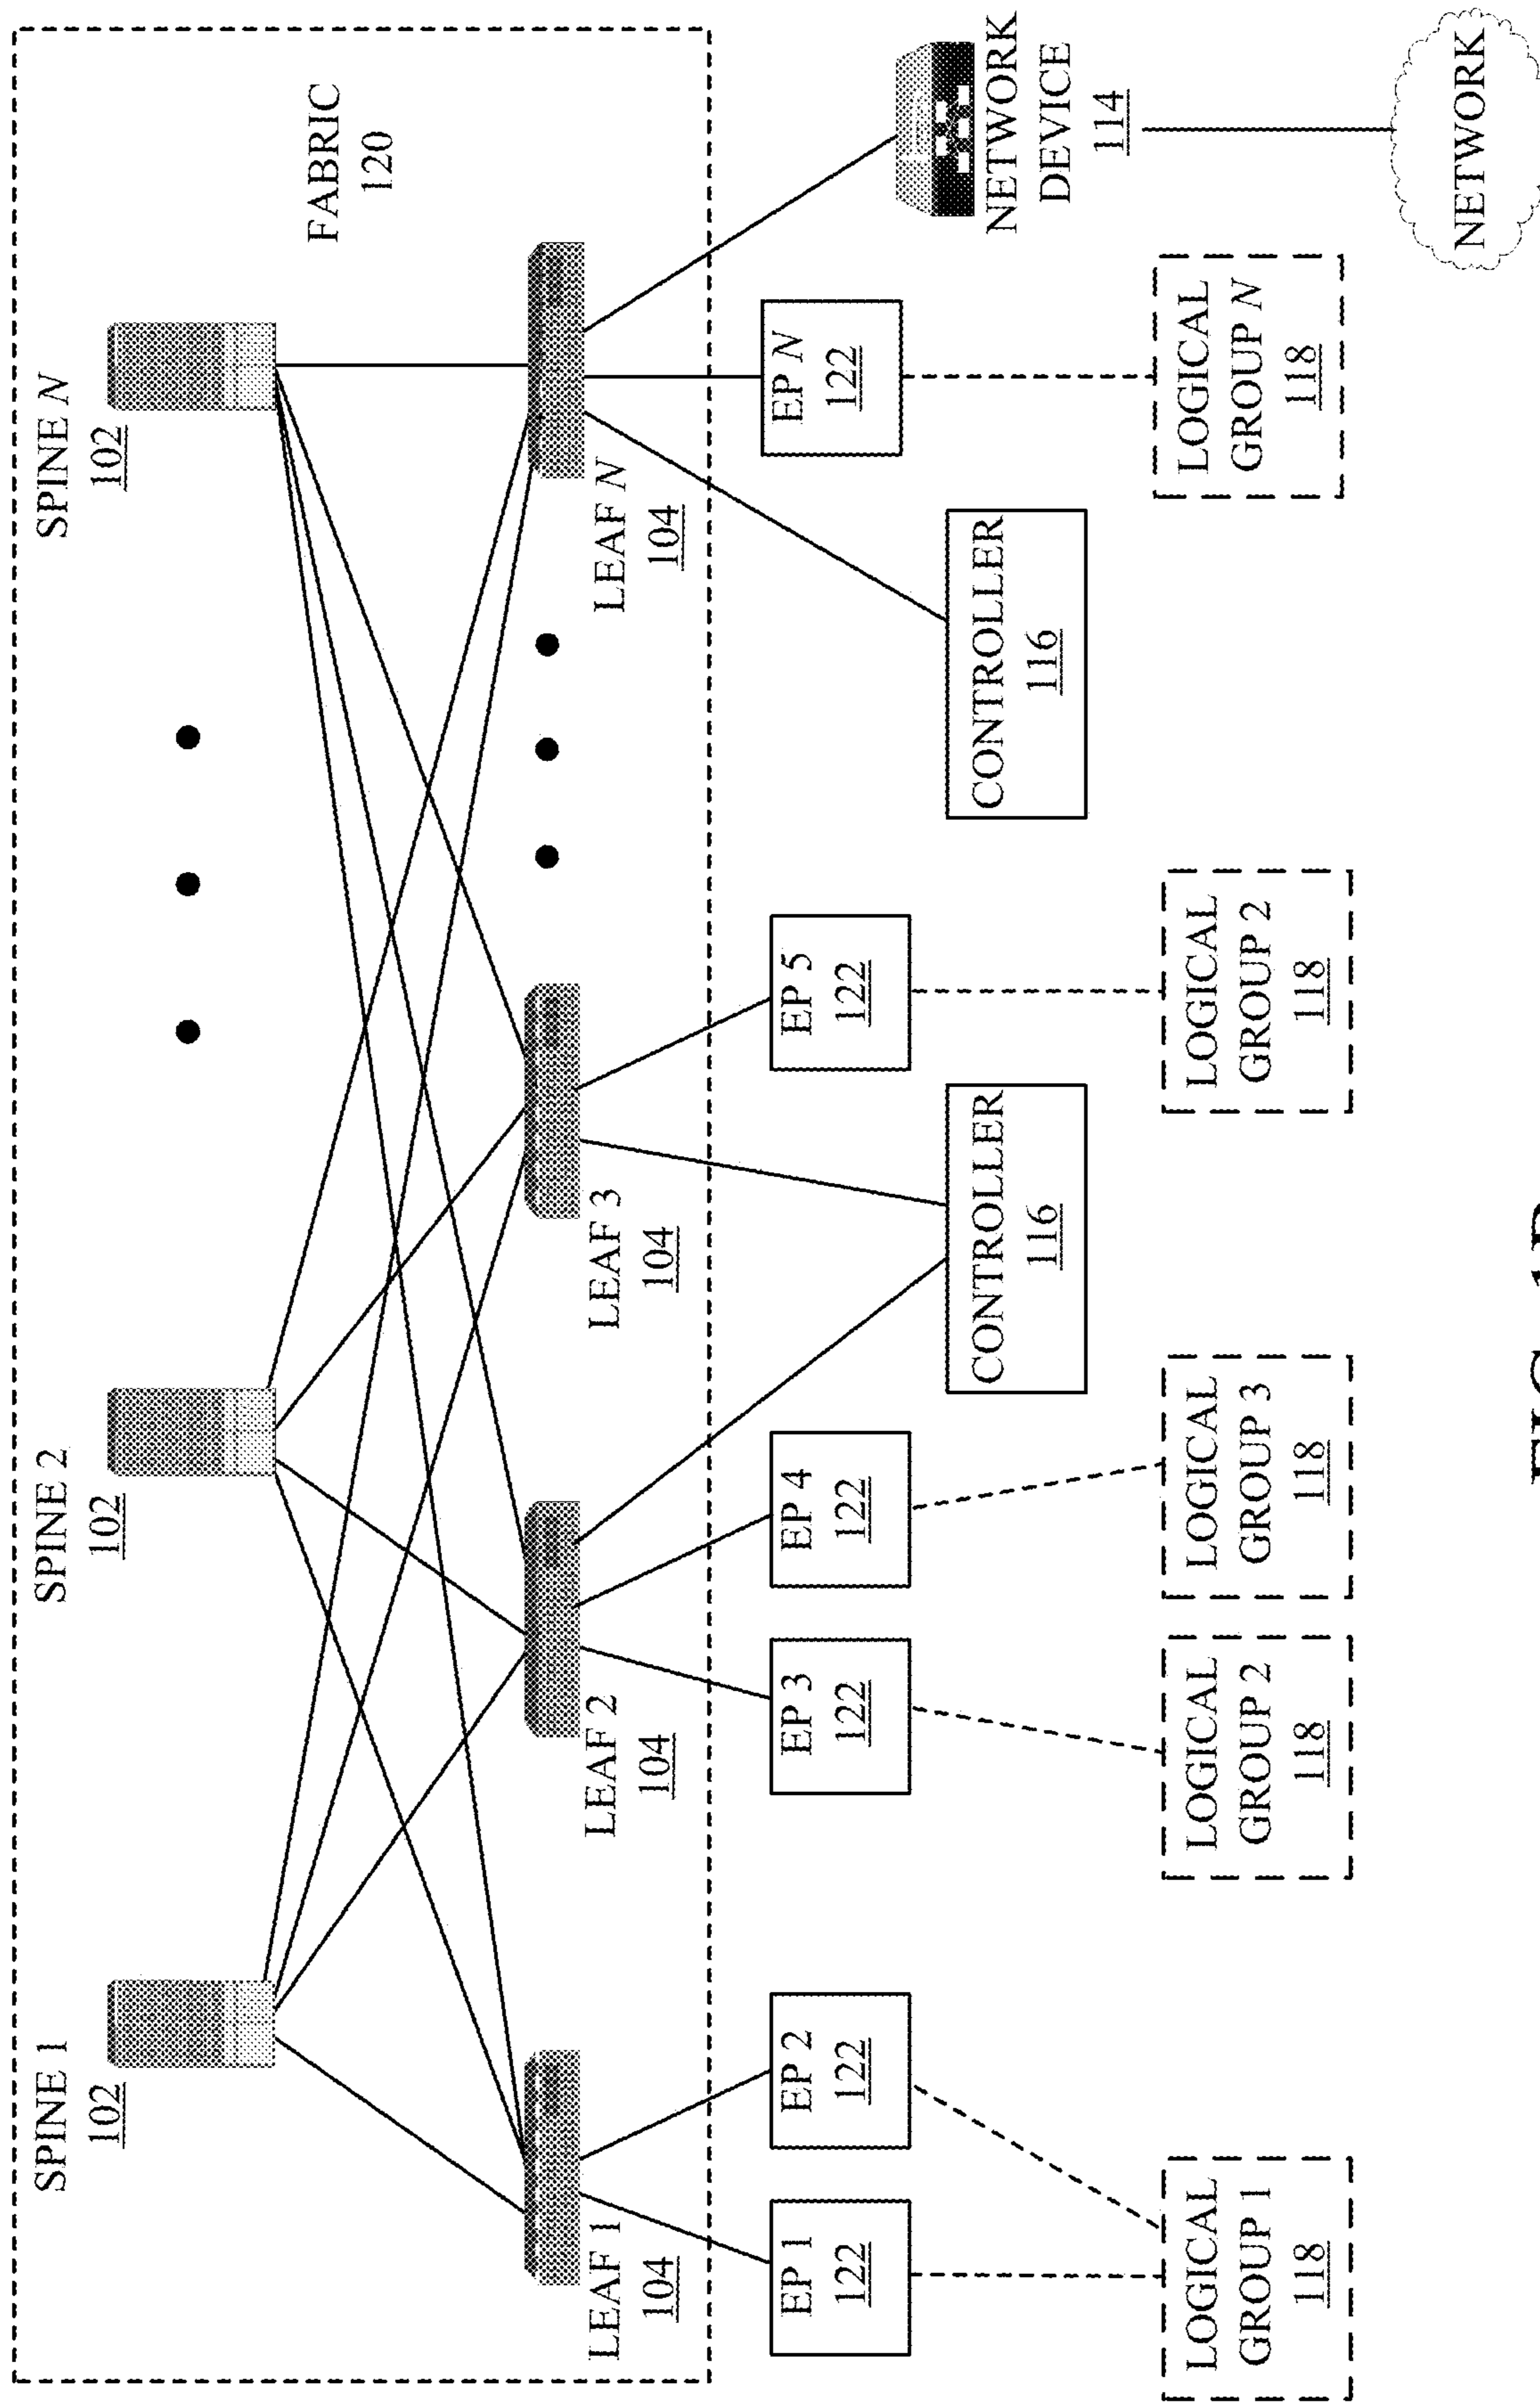 SPINE 1
102
SPINE 2
102
SPINE N
102
FABRIC
120
LEAF 1
104
LEAF 2
104
LEAF 3
104
LEAF N
104
EP 1
122
EP 2
122
EP 3
122
EP 4
122
EP 5
122
EP N
122
CONTROLLER
116
CONTROLLER
116
NETWORK
DEVICE
114
LOGICAL
GROUP 1
118
LOGICAL
GROUP 2
118
LOGICAL
GROUP 3
118
LOGICAL
GROUP 2
118
LOGICAL
GROUP N
118
NETWORK